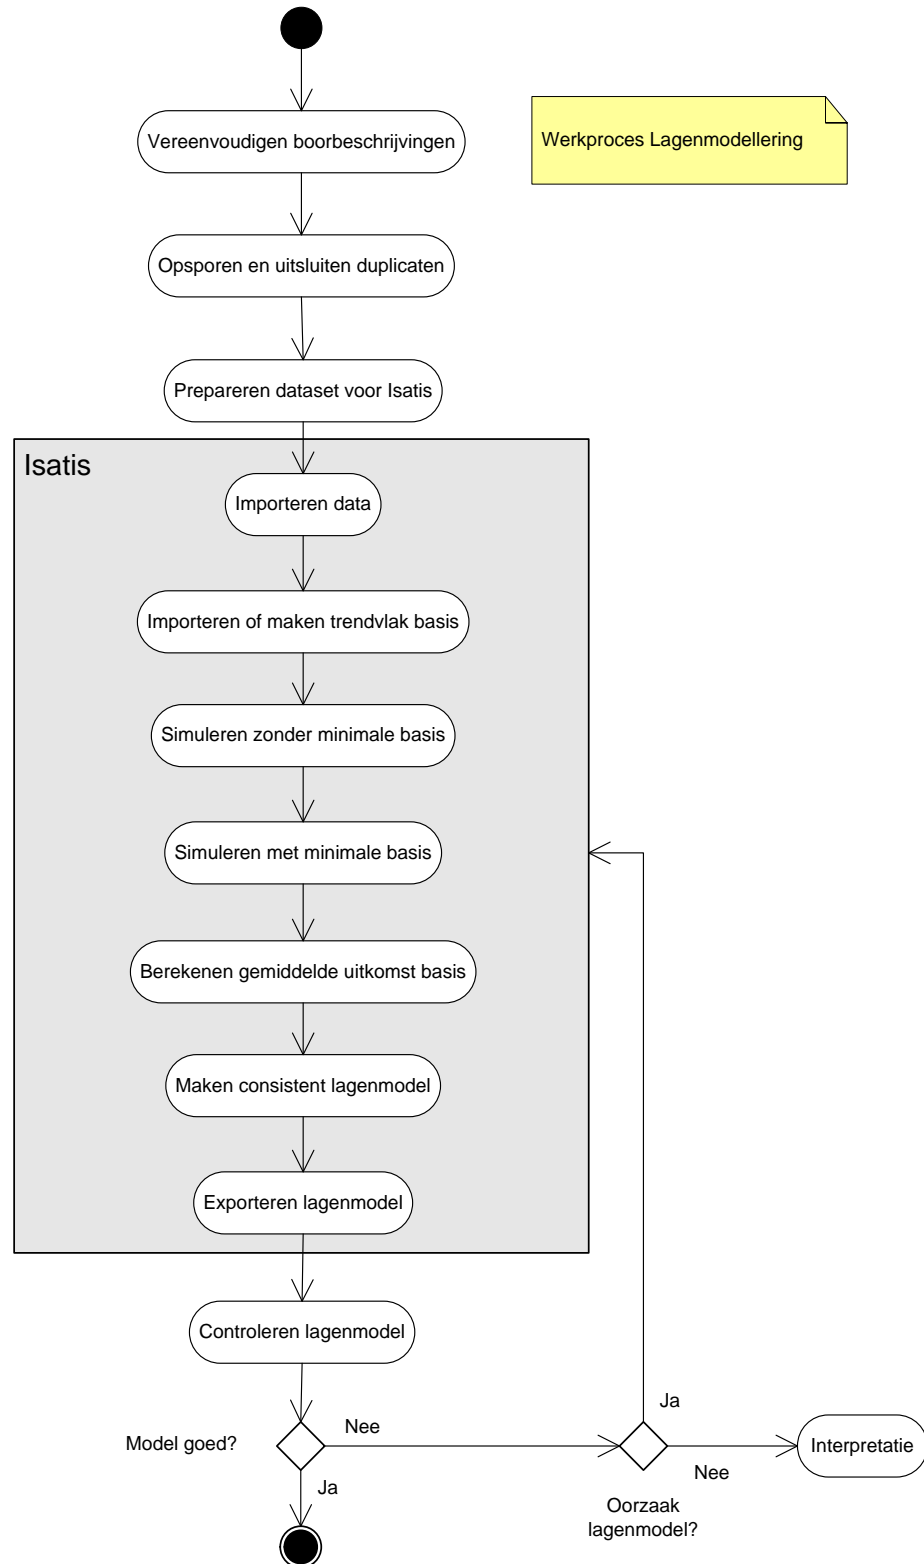 Vereenvoudigen boorbeschrijvingen
Werkproces Lagenmodellering
Opsporen en uitsluiten duplicaten
Prepareren dataset voor Isatis
Isatis
Importeren data
Importeren of maken trendvlak basis
Simuleren zonder minimale basis
Simuleren met minimale basis
Berekenen gemiddelde uitkomst basis
Maken consistent lagenmodel
Exporteren lagenmodel
Controleren lagenmodel
Model goed?
Nee
Ja
Ja
Nee
Interpretatie
Oorzaak
lagenmodel?